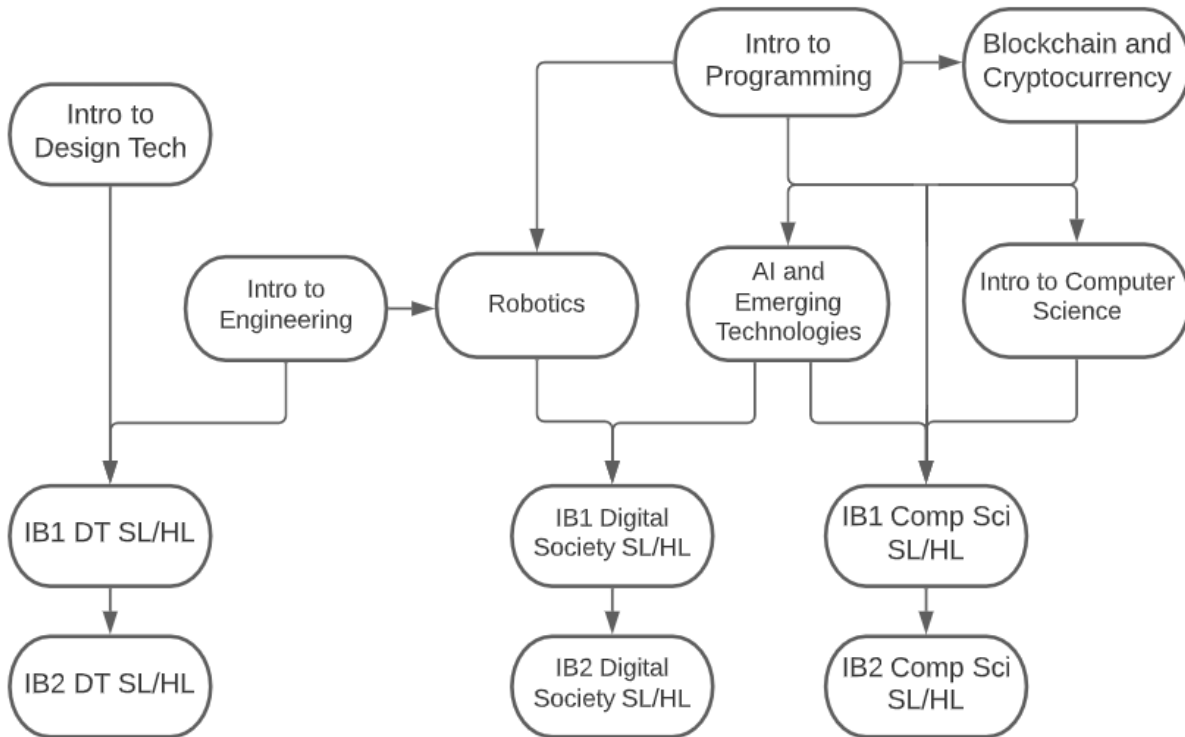 Intro to
Programming
Blockchain and
Cryptocurrency
Intro to
Design Tech
Intro to
Engineering
Robotics
AI and
Emerging
Technologies
Intro to Computer
Science
IB1 DT SL/HL
IB1 Digital
Society SL/HL
IB1 Comp Sci
SL/HL
IB2 DT SL/HL
IB2 Digital
Society SL/HL
IB2 Comp Sci
SL/HL